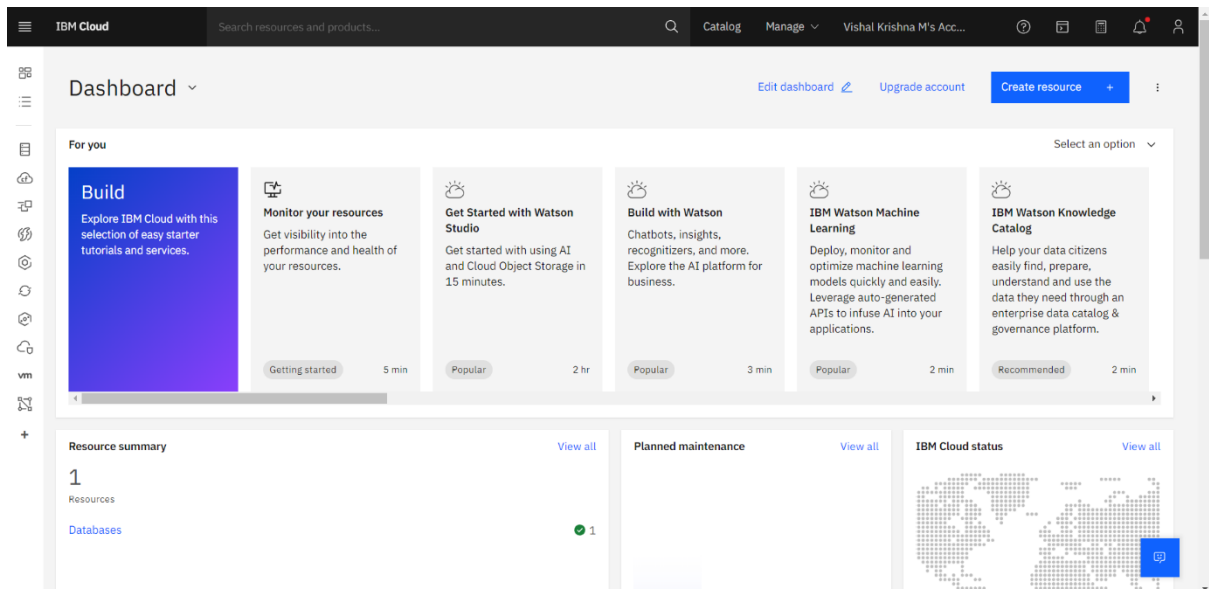 IBM Cloud
Search resources and products...
Catalog
Manage
Vishal Krishna M's Acc...
Dashboard
Edit dashboard
Upgrade account
Create resource +
For you
Select an option
Build
Explore IBM Cloud with this
selection of easy starter
tutorials and services.
Monitor your resources
Get visibility into the
performance and health of
your resources.
Getting started
5 min
Get Started with Watson
Studio
Get started with using AI
and Cloud Object Storage in
15 minutes.
Popular
2 hr
Build with Watson
Chatbots, insights,
recognizers, and more.
Explore the AI platform for
business.
Popular
3 min
IBM Watson Machine
Learning
Deploy, monitor and
optimize machine learning
models quickly and easily.
Leverage auto-generated
APIs to infuse AI into your
applications.
Popular
2 min
IBM Watson Knowledge
Catalog
Help your data citizens
easily find, prepare,
understand and use the
data they need through an
enterprise data catalog &
governance platform.
Recommended
2 min
vm
+
Resource summary
View all
1
Resources
Databases
1
Planned maintenance
View all
IBM Cloud status
View all